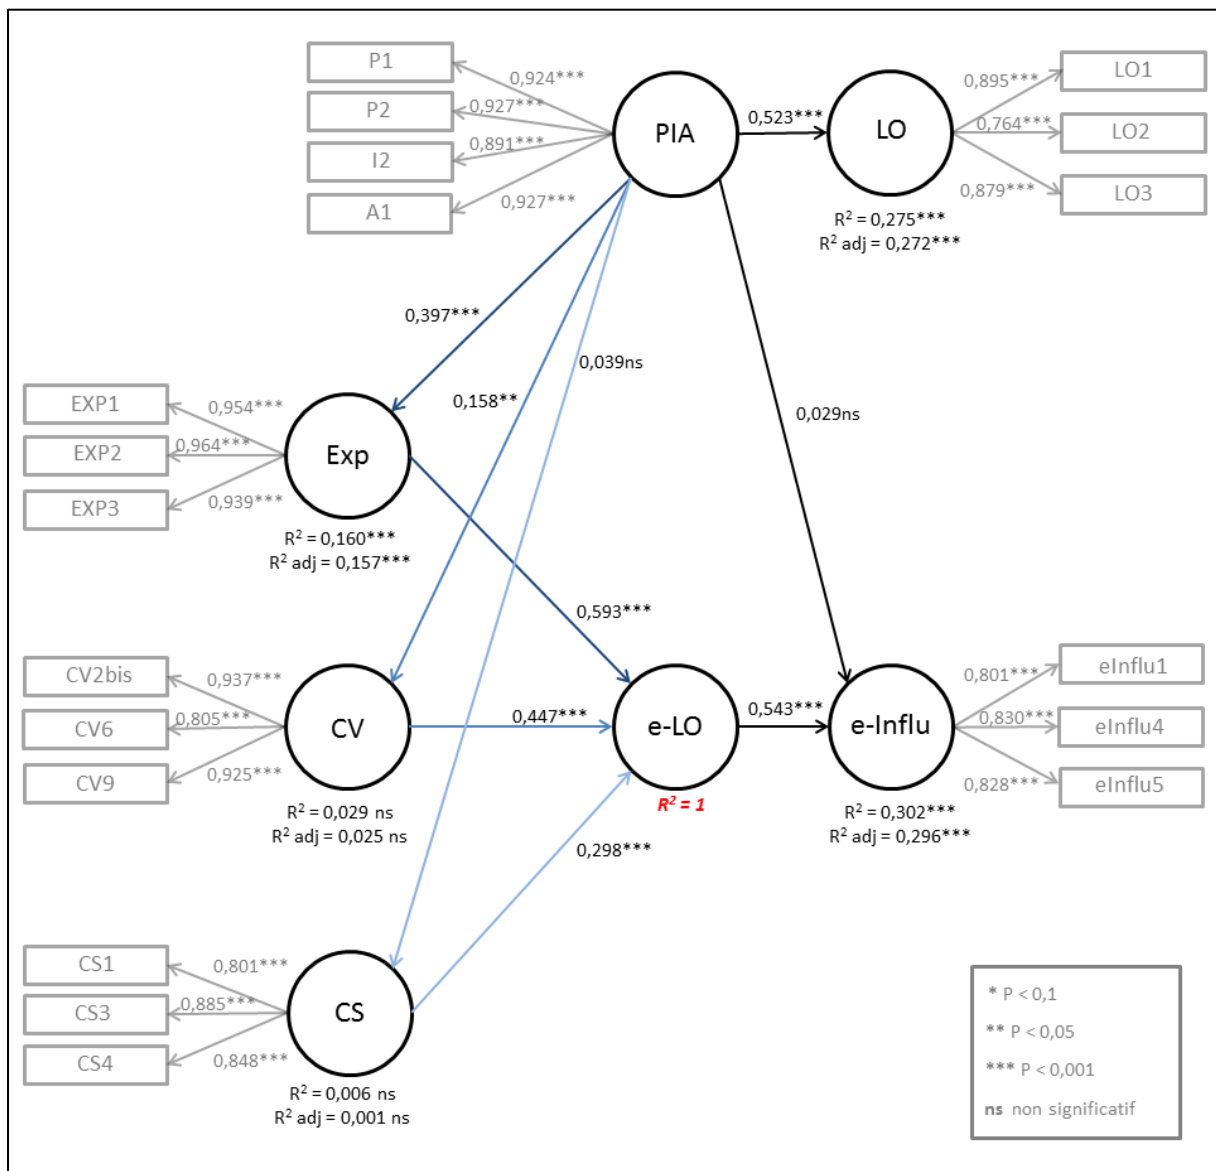 P1
P2
I2
A1
0,924***
0,927***
0,891***
0,927***
PIA
0,523***
LO
0,895***
0,764***
0,879***
LO1
LO2
LO3
R² = 0,275***
R² adj = 0,272***
0,397***
0,158**
0,039ns
0,029ns
EXP1
EXP2
EXP3
0,954***
0,964***
0,939***
Exp
R² = 0,160***
R² adj = 0,157***
0,593***
CV2bis
CV6
CV9
0,937***
0,805***
0,925***
CV
0,447***
e-LO
0,543***
e-Influ
0,801***
0,830***
0,828***
eInflu1
eInflu4
eInflu5
R² = 0,029 ns
R² adj = 0,025 ns
R² = 1
R² = 0,302***
R² adj = 0,296***
0,298***
CS1
CS3
CS4
0,801***
0,885***
0,848***
CS
R² = 0,006 ns
R² adj = 0,001 ns
* P < 0,1
** P < 0,05
*** P < 0,001
ns non significatif